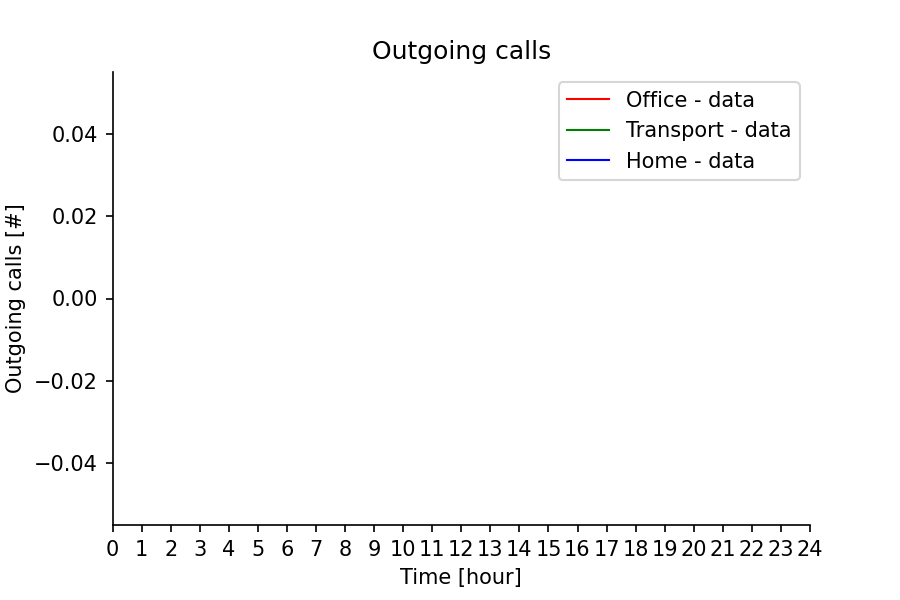 Outgoing calls
Office - data
Transport - data
Home - data
0.04
0.02
0.00
−0.02
−0.04
Outgoing calls [#]
0 1 2 3 4 5 6 7 8 9 10 11 12 13 14 15 16 17 18 19 20 21 22 23 24
Time [hour]